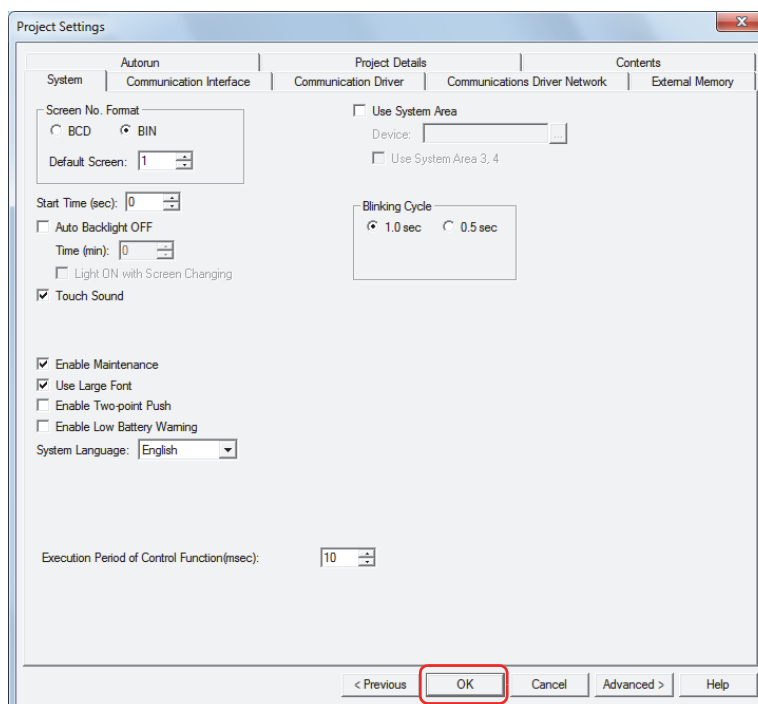 Project Settings
Autorun Project Details Contents
System Communication Interface Communication Driver Communications Driver Network External Memory
Screen No. Format
BCD BIN
Default Screen: 1
Start Time (sec): 0
Auto Backlight OFF
Time (min): 0
Light ON with Screen Changing
Touch Sound
Enable Maintenance
Use Large Font
Enable Two-point Push
Enable Low Battery Warning
System Language: English
Use System Area
Device: ...
Use System Area 3, 4
Blinking Cycle
1.0 sec 0.5 sec
Execution Period of Control Function(msec): 10
< Previous OK Cancel Advanced > Help